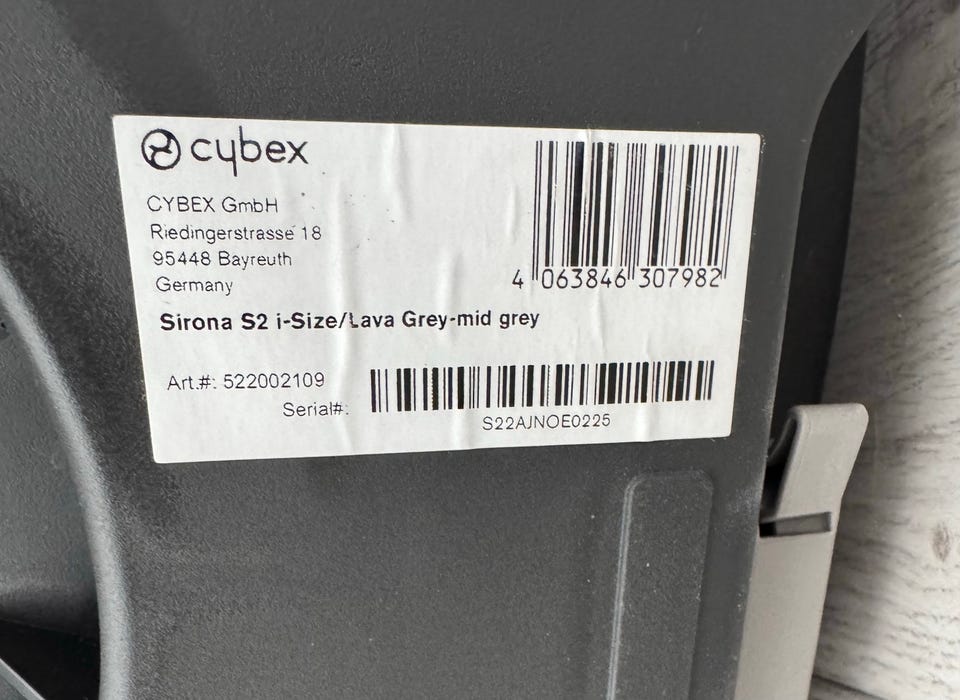 cybex
CYBEX GmbH
Riedingerstrasse 18
95448 Bayreuth
Germany
4 063846 307982
Sirona S2 i-Size/Lava Grey-mid grey
Art.#: 522002109
Serial#:
S22AJNOE0225